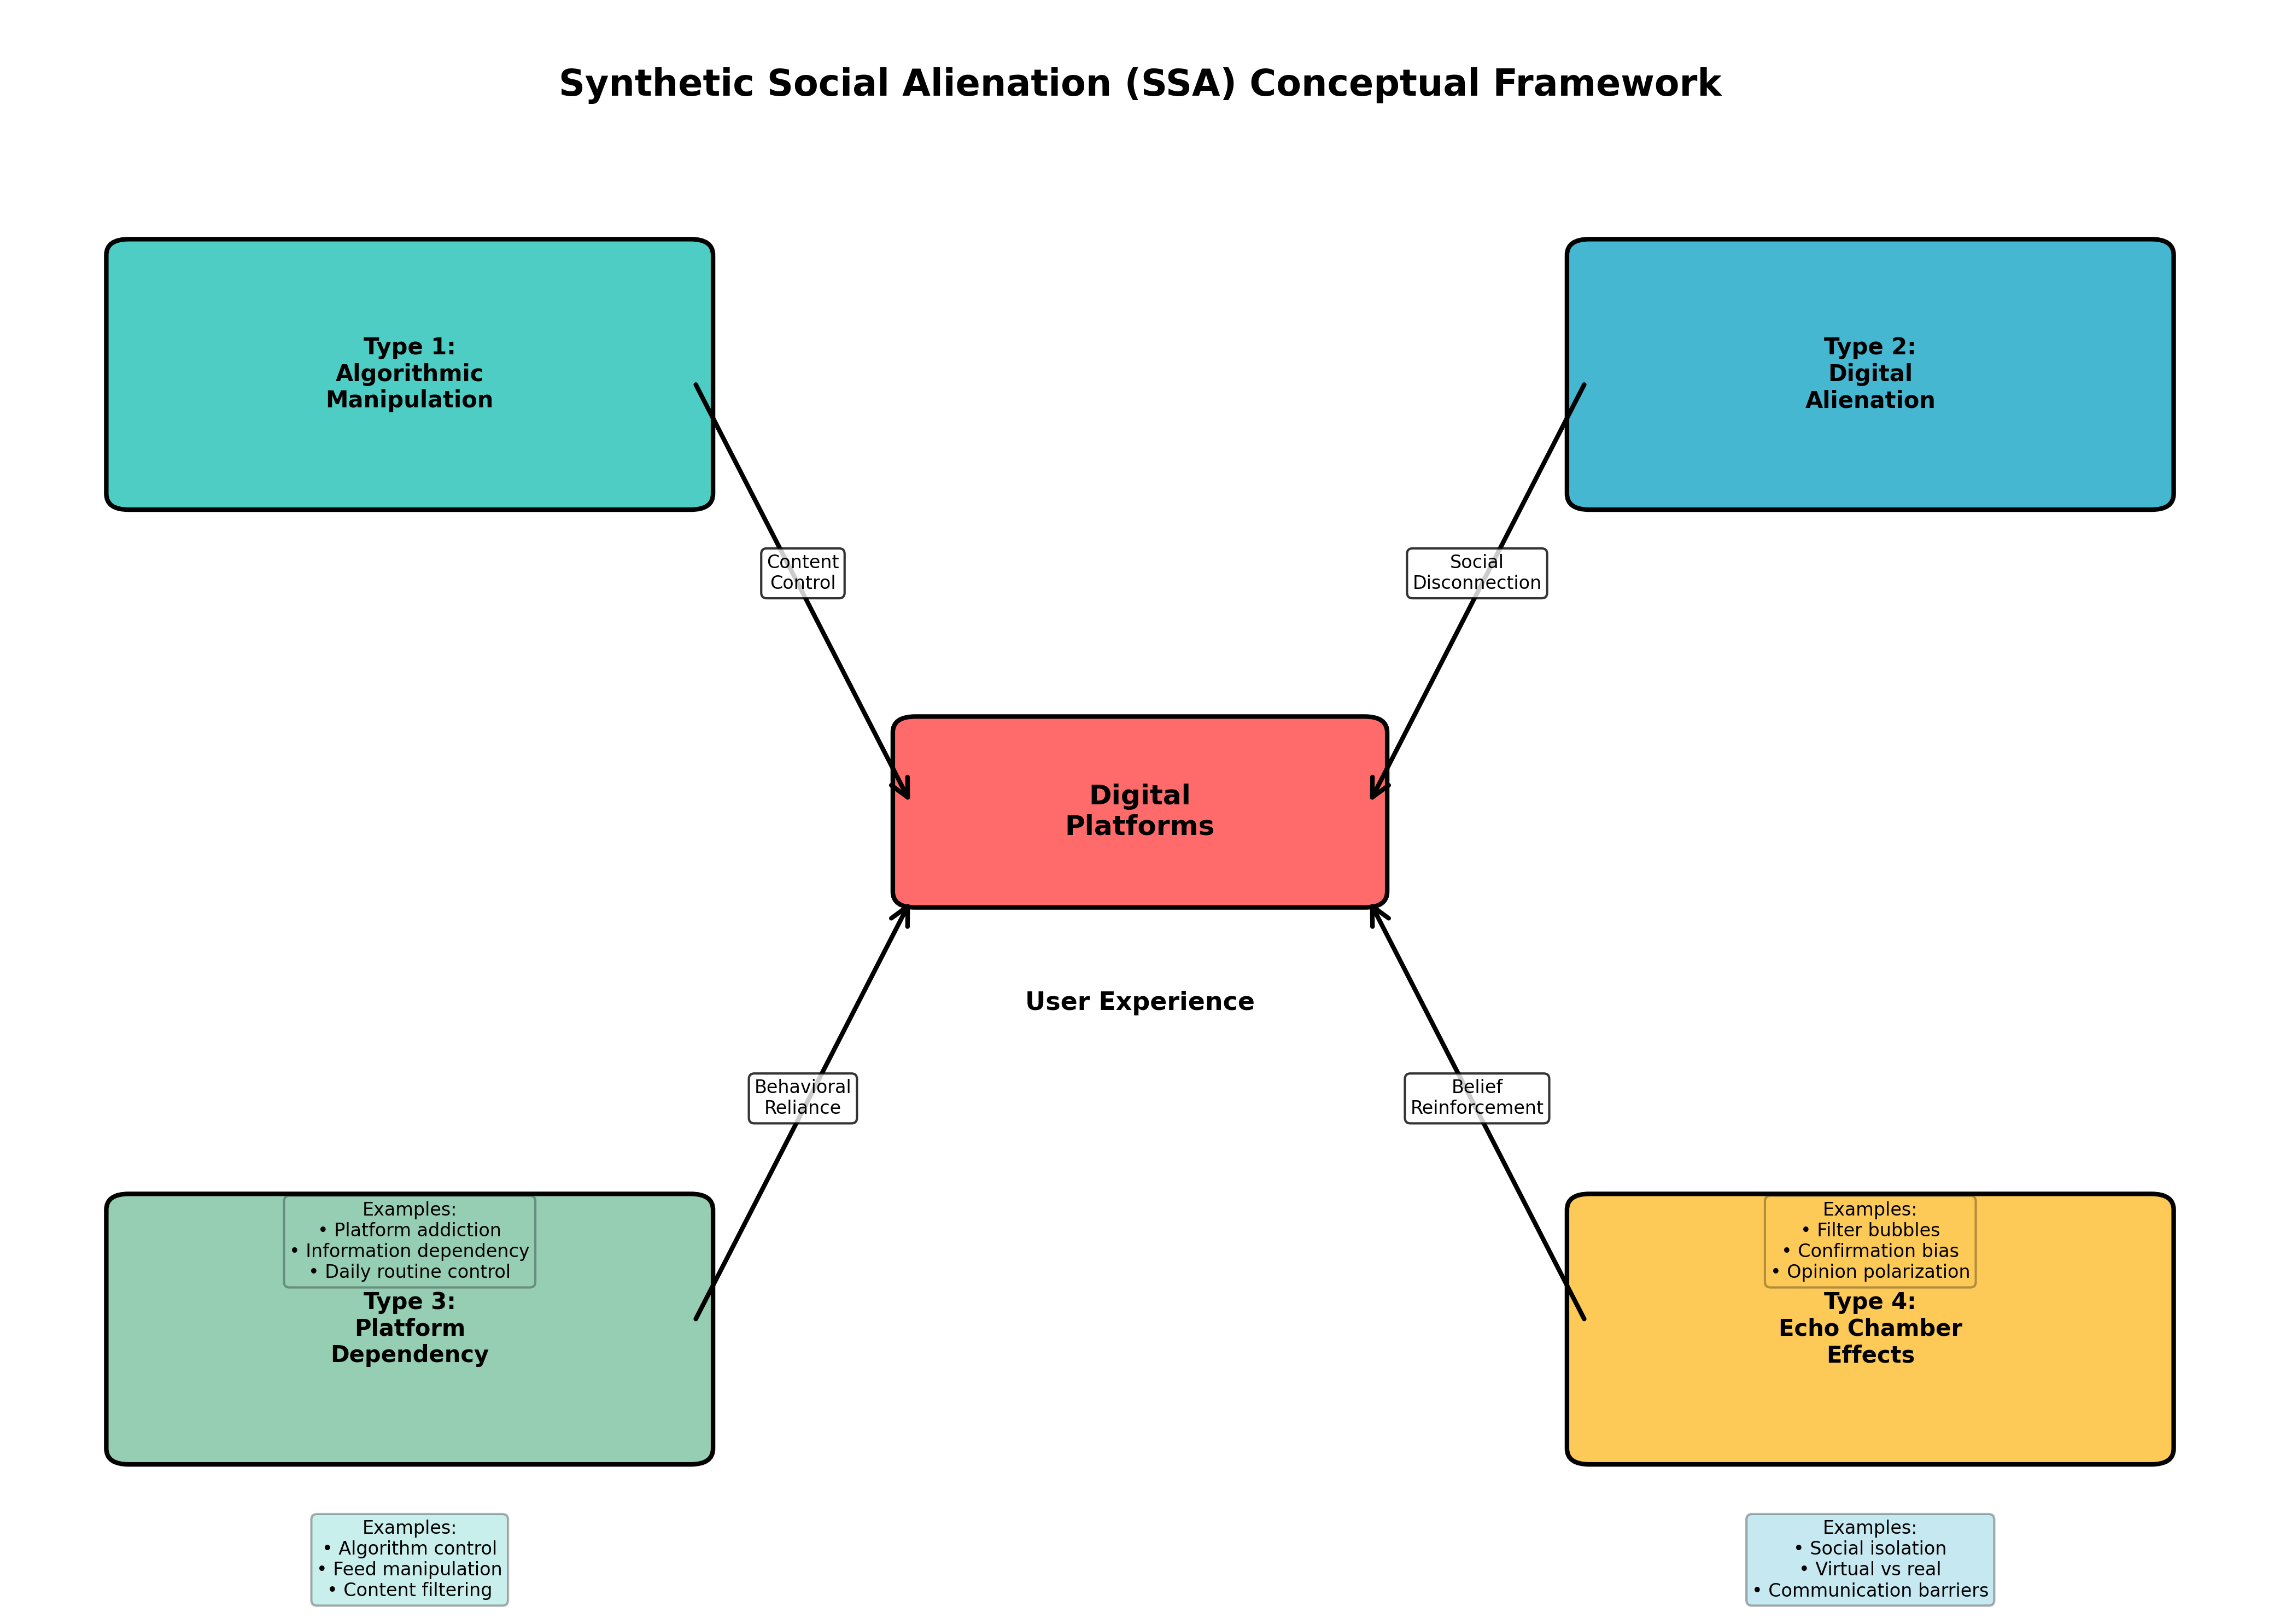 Synthetic Social Alienation (SSA) Conceptual Framework
Type 1:
Algorithmic
Manipulation
Type 2:
Digital
Alienation
Content
Control
Social
Disconnection
Digital
Platforms
User Experience
Behavioral
Reliance
Belief
Reinforcement
Examples:
• Platform addiction
• Information dependency
• Daily routine control
Type 3:
Platform
Dependency
Examples:
• Filter bubbles
• Confirmation bias
• Opinion polarization
Type 4:
Echo Chamber
Effects
Examples:
• Algorithm control
• Feed manipulation
• Content filtering
Examples:
• Social isolation
• Virtual vs real
• Communication barriers